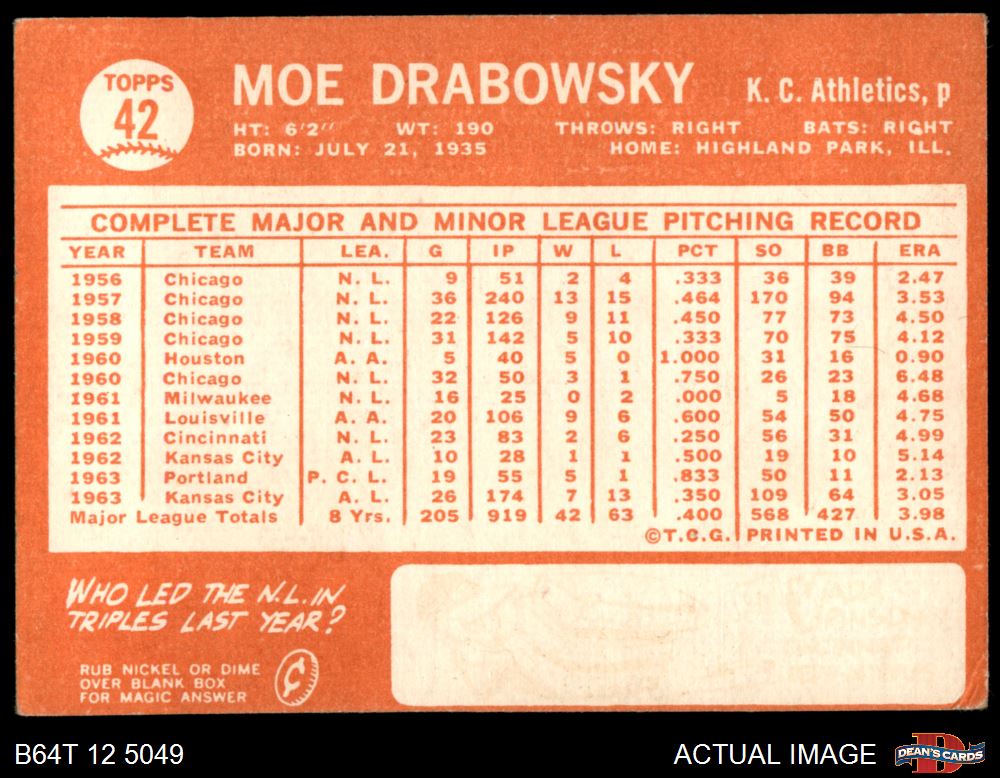 TOPPS
42
MOE DRABOWSKY K. C. Athletics, p
HT: 6'2" WT: 190 THROWS: RIGHT BATS: RIGHT
BORN: JULY 21, 1935 HOME: HIGHLAND PARK, ILL.
COMPLETE MAJOR AND MINOR LEAGUE PITCHING RECORD
YEAR TEAM LEA. G IP W L PCT SO BB ERA
1956 Chicago N. L. 9 51 2 4 .333 36 39 2.47
1957 Chicago N. L. 36 240 13 15 .464 170 94 3.53
1958 Chicago N. L. 22 126 9 11 .450 77 73 4.50
1959 Chicago N. L. 31 142 5 10 .333 70 75 4.12
1960 Houston A. A. 5 40 5 0 1.000 31 16 0.90
1960 Chicago N. L. 32 50 3 1 .750 26 23 6.48
1961 Milwaukee N. L. 16 25 0 2 .000 5 18 4.68
1961 Louisville A. A. 20 106 9 6 .600 54 50 4.75
1962 Cincinnati N. L. 23 83 2 6 .250 56 31 4.99
1962 Kansas City A. L. 10 28 1 1 .500 19 10 5.14
1963 Portland P. C. L. 19 55 5 1 .833 50 11 2.13
1963 Kansas City A. L. 26 174 7 13 .350 109 64 3.05
Major League Totals 8 Yrs. 205 919 42 63 .400 568 427 3.98
©T.C.G. PRINTED IN U.S.A.
WHO LED THE N.L. IN
TRIPLES LAST YEAR?
RUB NICKEL OR DIME
OVER BLANK BOX
FOR MAGIC ANSWER
B64T 12 5049 ACTUAL IMAGE DEAN'S CARDS